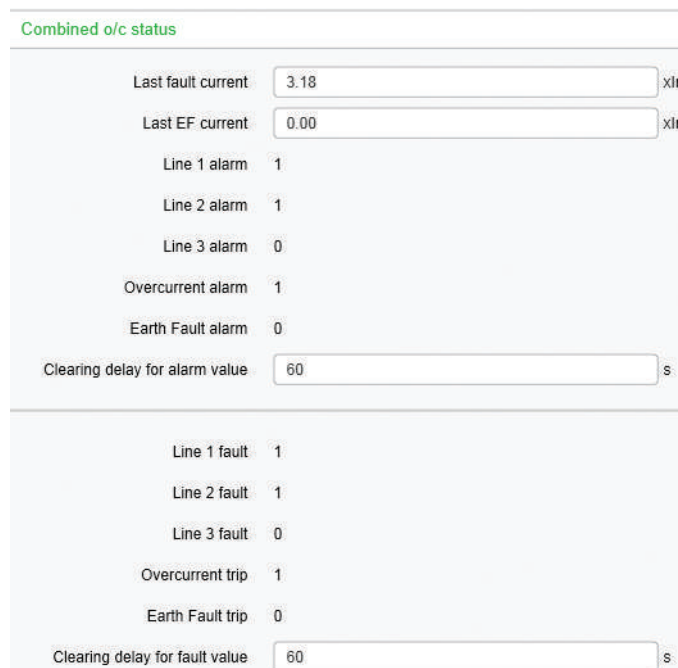 Combined o/c status
Last fault current 3.18
Last EF current 0.00
Line 1 alarm 1
Line 2 alarm 1
Line 3 alarm 0
Overcurrent alarm 1
Earth Fault alarm 0
Clearing delay for alarm value 60 s
Line 1 fault 1
Line 2 fault 1
Line 3 fault 0
Overcurrent trip 1
Earth Fault trip 0
Clearing delay for fault value 60 s